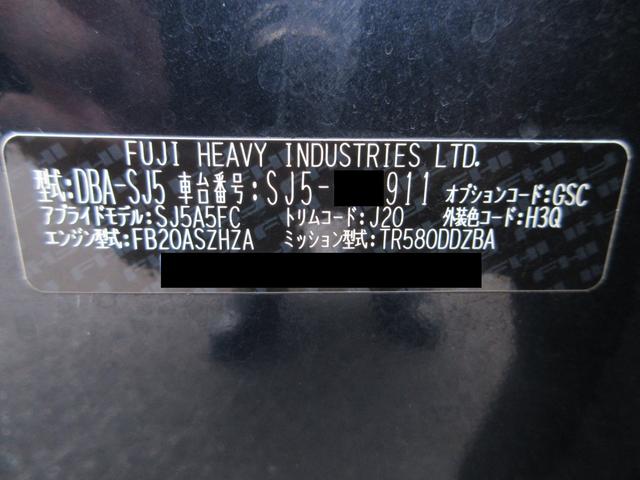 FUJI HEAVY INDUSTRIES LTD.
型式:DBA-SJ5 車台番号:SJ5- 911 オプションコード:GSC
アプライドモデル:SJ5A5FC トリムコード:J20 外装色コード:H3Q
エンジン型式:FB20ASZHZA ミッション型式:TR580DDZBA